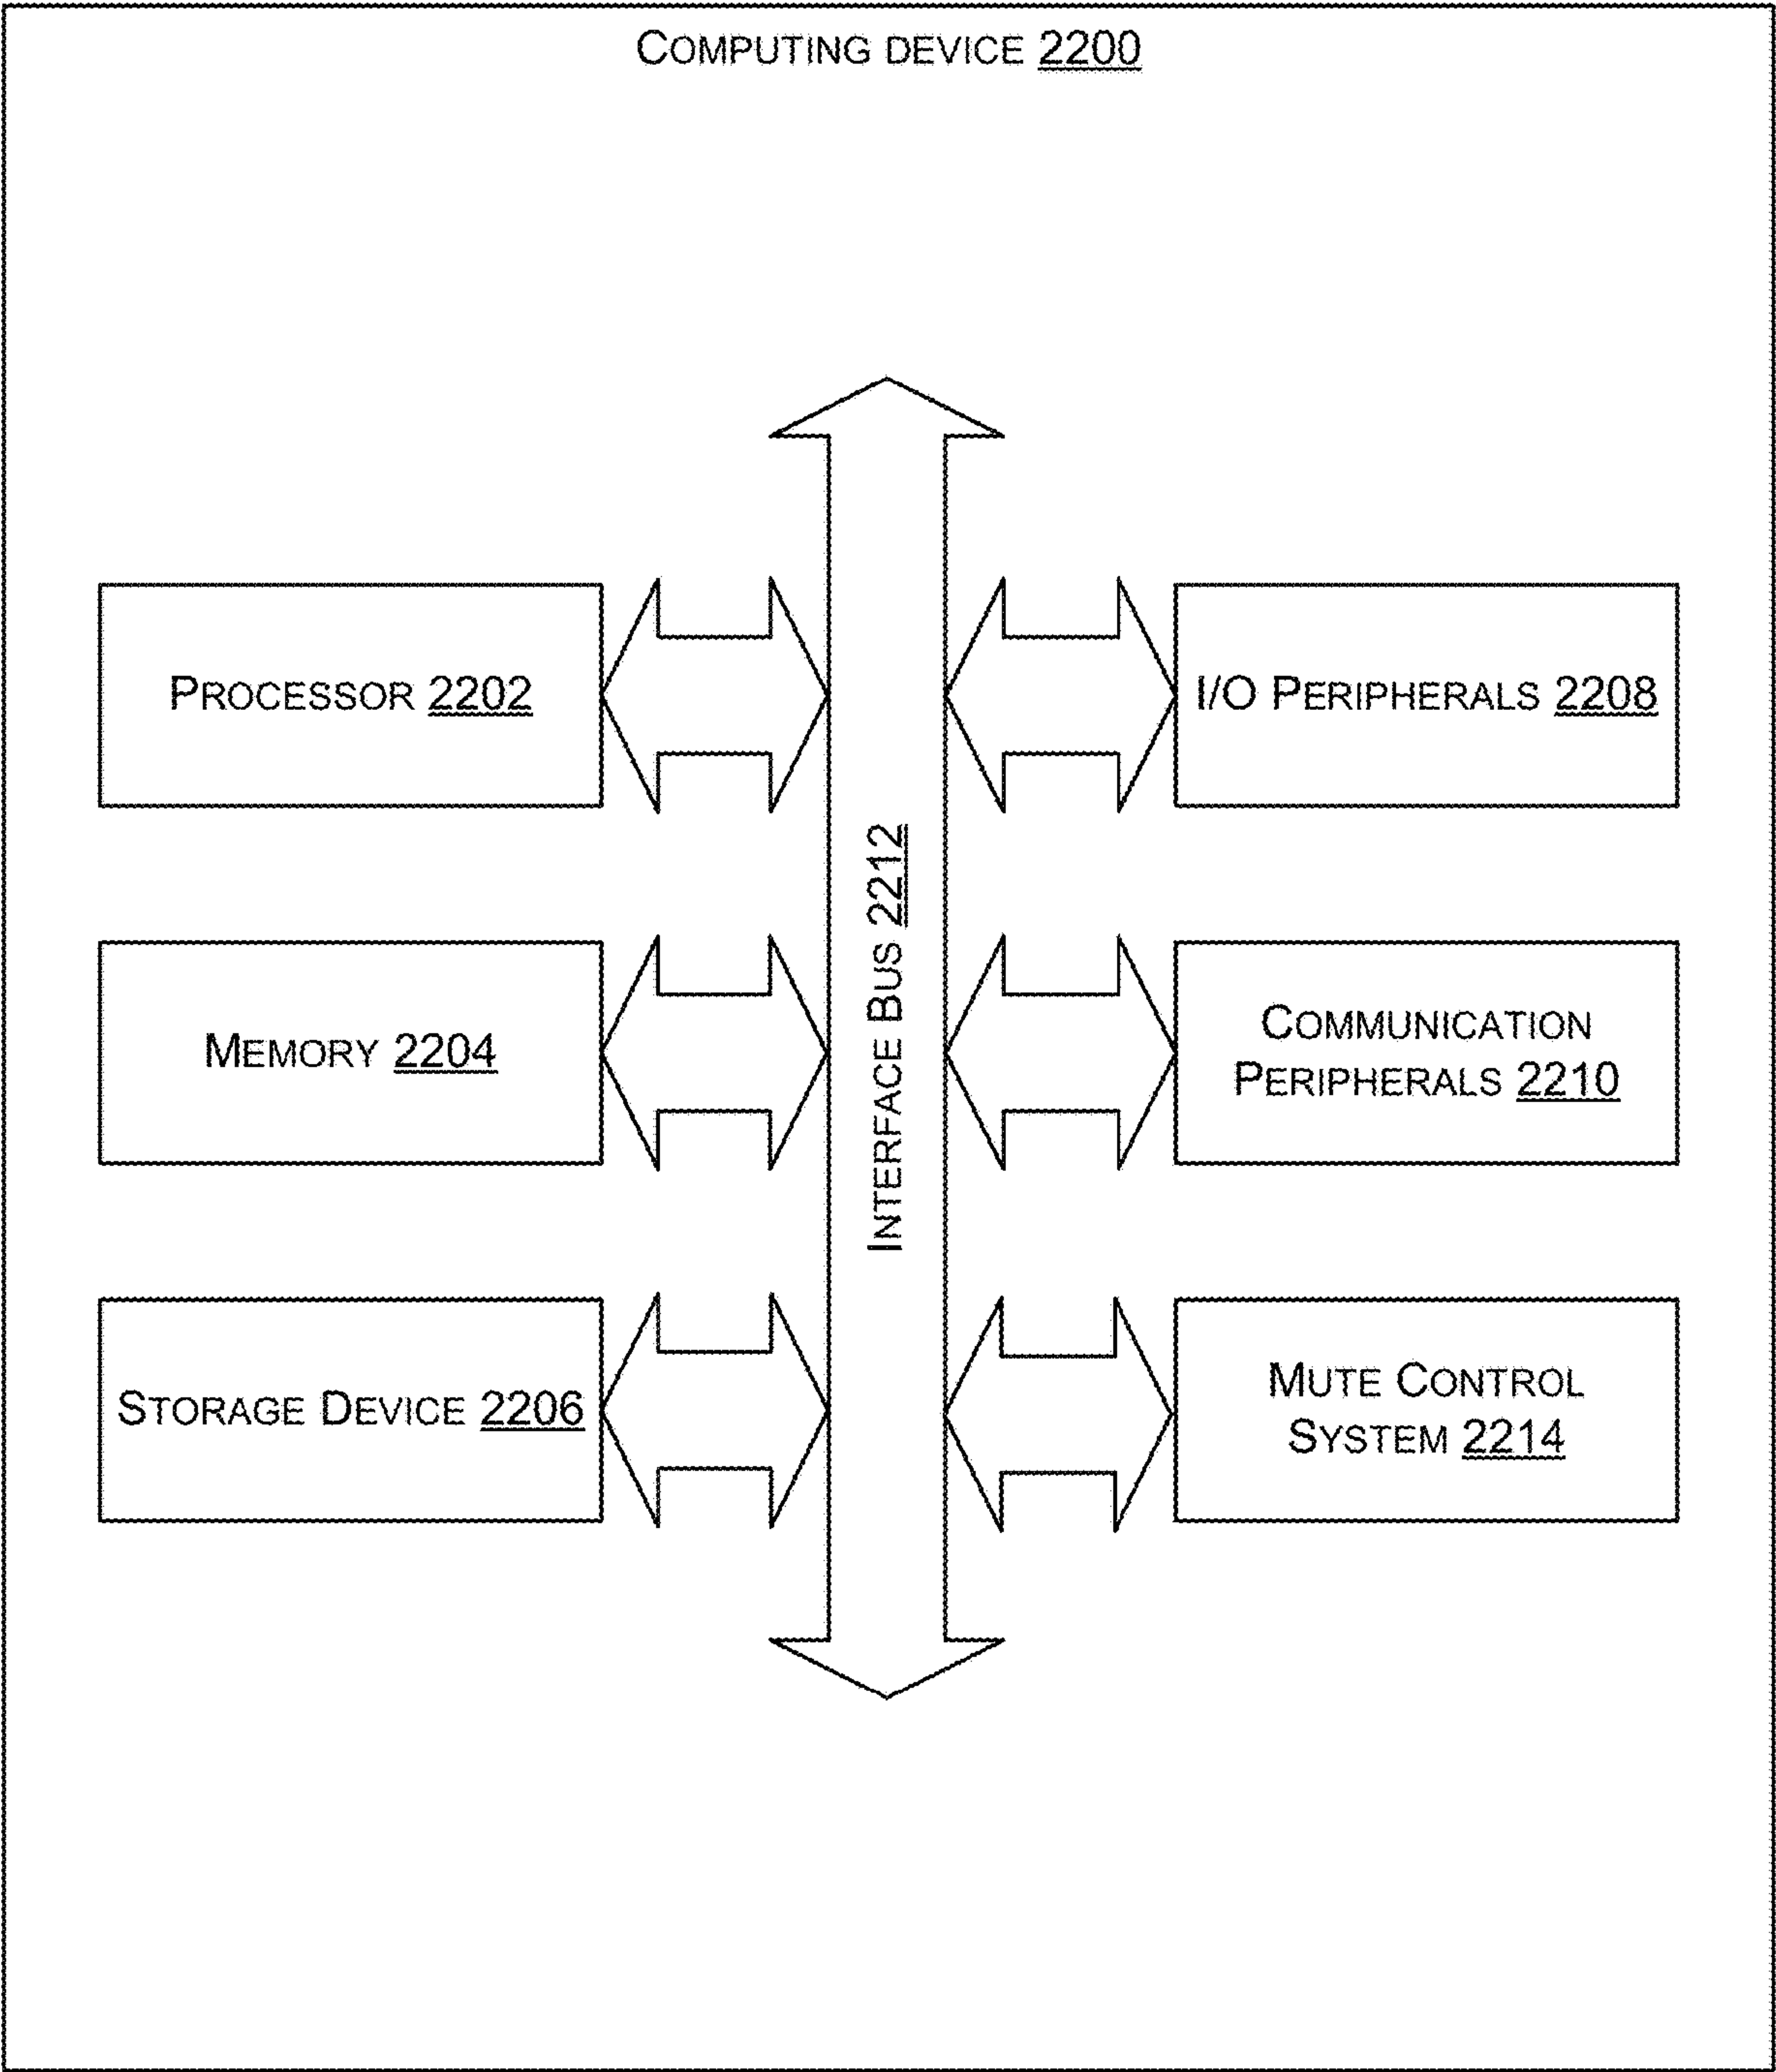 COMPUTING DEVICE 2200
PROCESSOR 2202
I/O PERIPHERALS 2208
INTERFACE BUS 2212
MEMORY 2204
COMMUNICATION
PERIPHERALS 2210
STORAGE DEVICE 2206
MUTE CONTROL
SYSTEM 2214